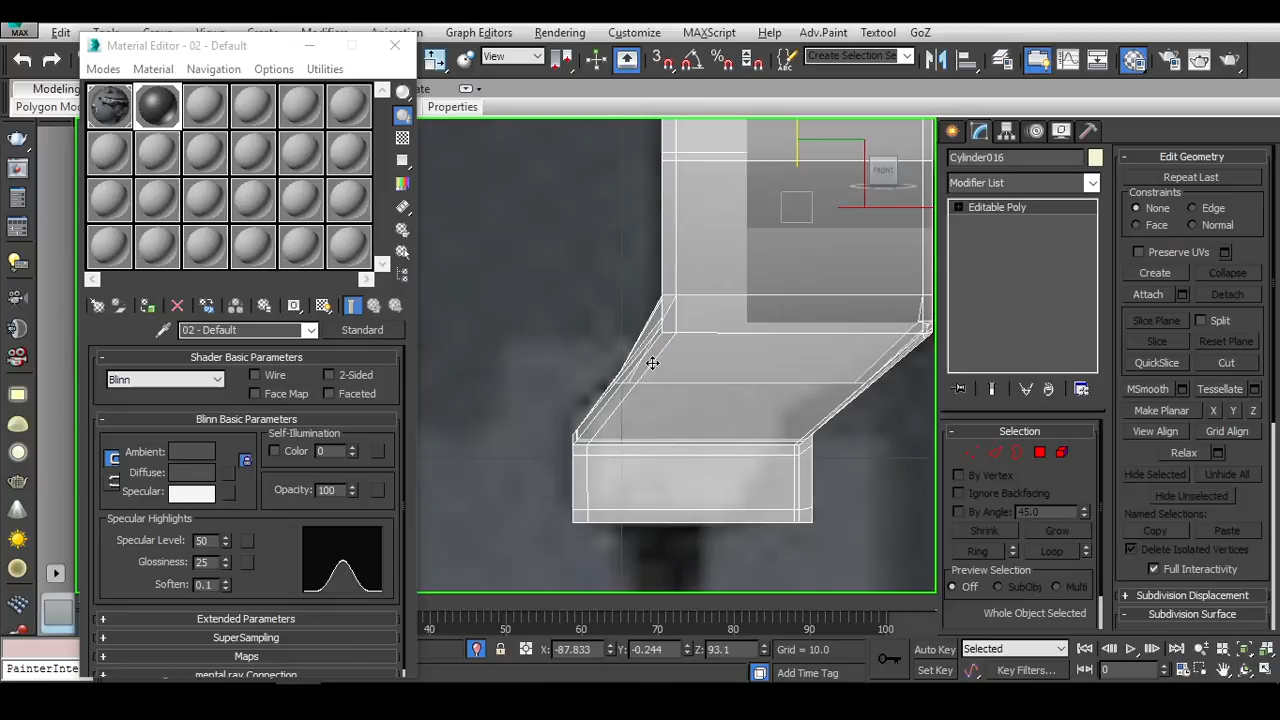 MAX Edit Graph Editors Rendering Customize MAXScript Help Adv.Paint Textool GoZ
Material Editor - 02 - Default
View
Create Selection Se
Modes Material Navigation Options Utilities
Modeling
Polygon Mo
Properties
FRONT
Cylinder016
Modifier List
Editable Poly
Edit Geometry
Repeat Last
Constraints
None Edge
Face Normal
Preserve UVs
Create Collapse
Attach Detach
Slice Plane Split
Slice Reset Plane
QuickSlice Cut
MSmooth Tessellate
Make Planar X Y Z
View Align Grid Align
Relax
Hide Selected Unhide All
Hide Unselected
Named Selections:
Copy Paste
Delete Isolated Vertices
Full Interactivity
Subdivision Displacement
Subdivision Surface
Selection
By Vertex
Ignore Backfacing
By Angle: 45.0
Shrink Grow
Ring Loop
Preview Selection
Off SubObj Multi
Whole Object Selected
02 - Default Standard
Shader Basic Parameters
Blinn Wire 2-Sided
Face Map Faceted
Blinn Basic Parameters
Self-Illumination
Ambient: Color 0
Diffuse:
Specular: Opacity: 100
Specular Highlights
Specular Level: 50
Glossiness: 25
Soften: 0.1
Extended Parameters
SuperSampling
Maps
mental ray Connection
40 50 60 70 80 90 100
PainterInte
X: -87.833 Y: -0.244 Z: 93.1 Grid = 10.0
Add Time Tag
Auto Key Selected
Set Key Key Filters... 0